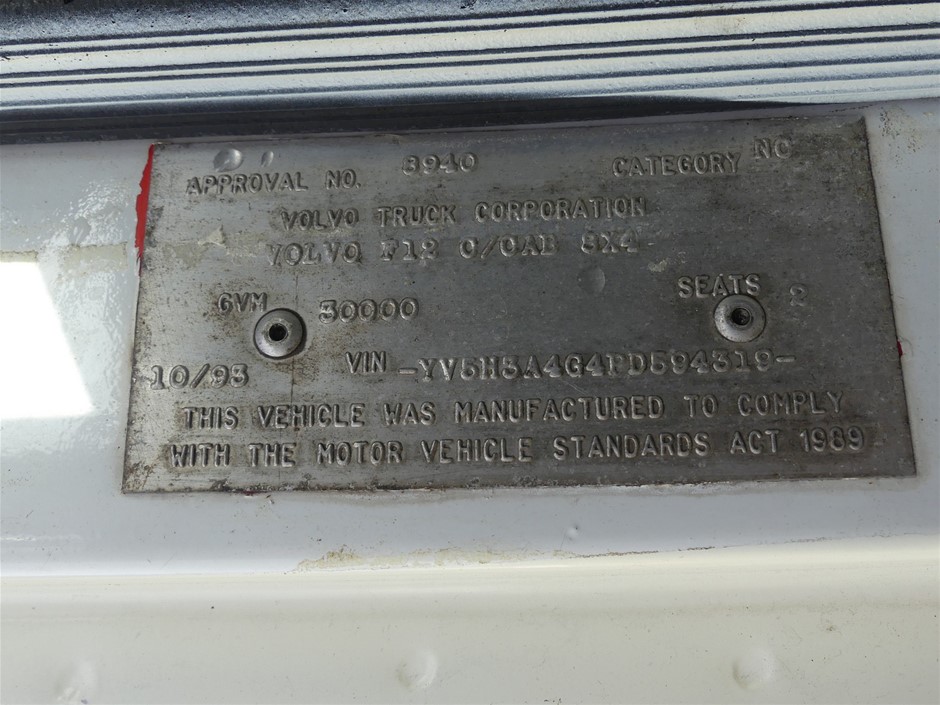 APPROVAL NO. 8940 CATEGORY NC
VOLVO TRUCK CORPORATION
VOLVO F12 C/CAB 8X4
GVM 30000 SEATS 2
10/93 VIN -YV5H3A4G4PD594319-
THIS VEHICLE WAS MANUFACTURED TO COMPLY
WITH THE MOTOR VEHICLE STANDARDS ACT 1989